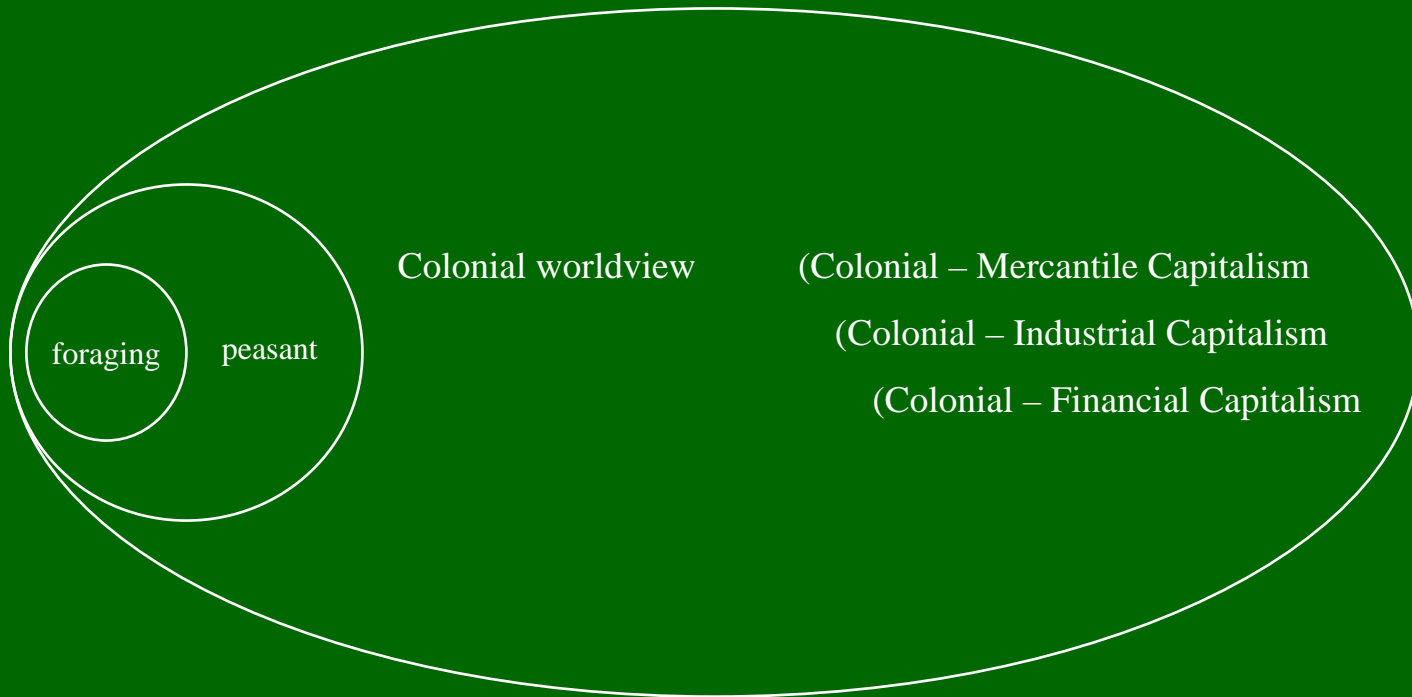 Colonial worldview (Colonial – Mercantile Capitalism
(Colonial – Industrial Capitalism
foraging peasant
(Colonial – Financial Capitalism